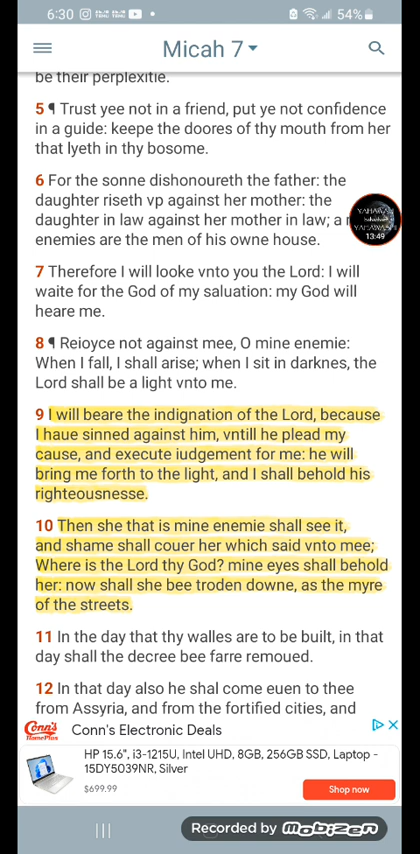 6:30 54%
Micah 7
be their perplexitie.
5 ¶ Trust yee not in a friend, put ye not confidence
in a guide: keepe the doores of thy mouth from her
that lyeth in thy bosome.
6 For the sonne dishonoureth the father: the
daughter riseth vp against her mother: the
daughter in law against her mother in law; a
enemies are the men of his owne house.
YAHAWAH
YAHAWASHI
13:49
7 Therefore I will looke vnto you the Lord: I will
waite for the God of my saluation: my God will
heare me.
8 ¶ Reioyce not against mee, O mine enemie:
When I fall, I shall arise; when I sit in darknes, the
Lord shall be a light vnto me.
9 I will beare the indignation of the Lord, because
I haue sinned against him, vntill he plead my
cause, and execute iudgement for me: he will
bring me forth to the light, and I shall behold his
righteousnesse.
10 Then she that is mine enemie shall see it,
and shame shall couer her which said vnto mee;
Where is the Lord thy God? mine eyes shall behold
her: now shall she bee troden downe, as the myre
of the streets.
11 In the day that thy walles are to be built, in that
day shall the decree bee farre remoued.
12 In that day also he shal come euen to thee
from Assyria, and from the fortified cities, and
Conn's
HomePlus
Conn's Electronic Deals
HP 15.6", i3-1215U, Intel UHD, 8GB, 256GB SSD, Laptop -
15DY5039NR, Silver
$699.99
Shop now
Recorded by Mobizen